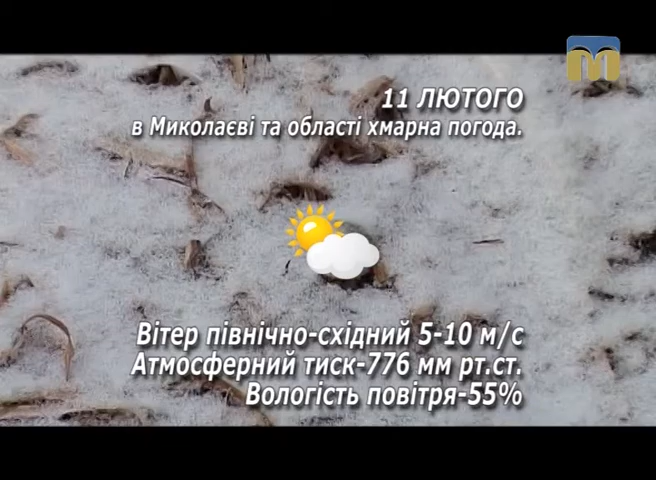 11 ЛЮТОГО
в Миколаєві та області хмарна погода.
Вітер північно-східний 5-10 м/с
Атмосферний тиск-776 мм рт.ст.
Вологість повітря-55%